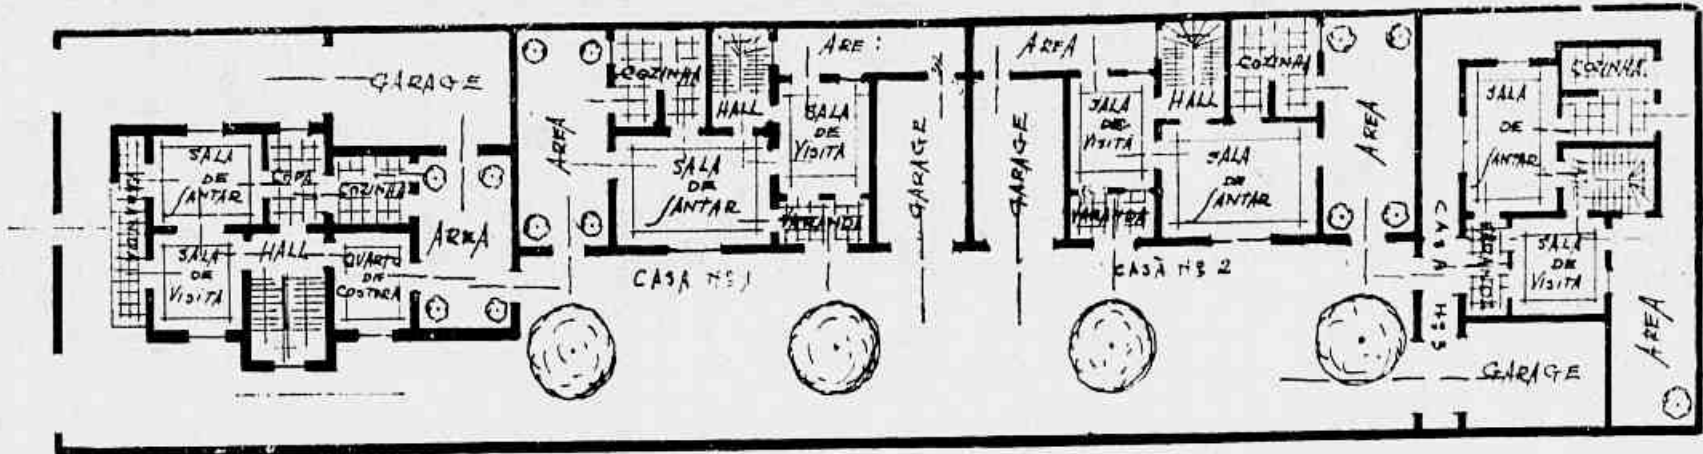 GARAGE
VARANDA
SALA
DE
JANTAR
COPA
COZINHA
SALA
DE
VISITA
HALL
QUARTO
DE
COSTURA
AREA
AREA
COZINHA
HALL
SALA
DE
JANTAR
ARE
SALA
DE
VISITA
VARANDA
GARAGE
CASA Nº 1
GARAGE
AREA
SALA
DE
VISITA
VARANDA
HALL
COZINHA
SALA
DE
JANTAR
AREA
CASA Nº 2
SALA
DE
JANTAR
COZINHA
SALA
DE
VISITA
CASA Nº 3
GARAGE
AREA